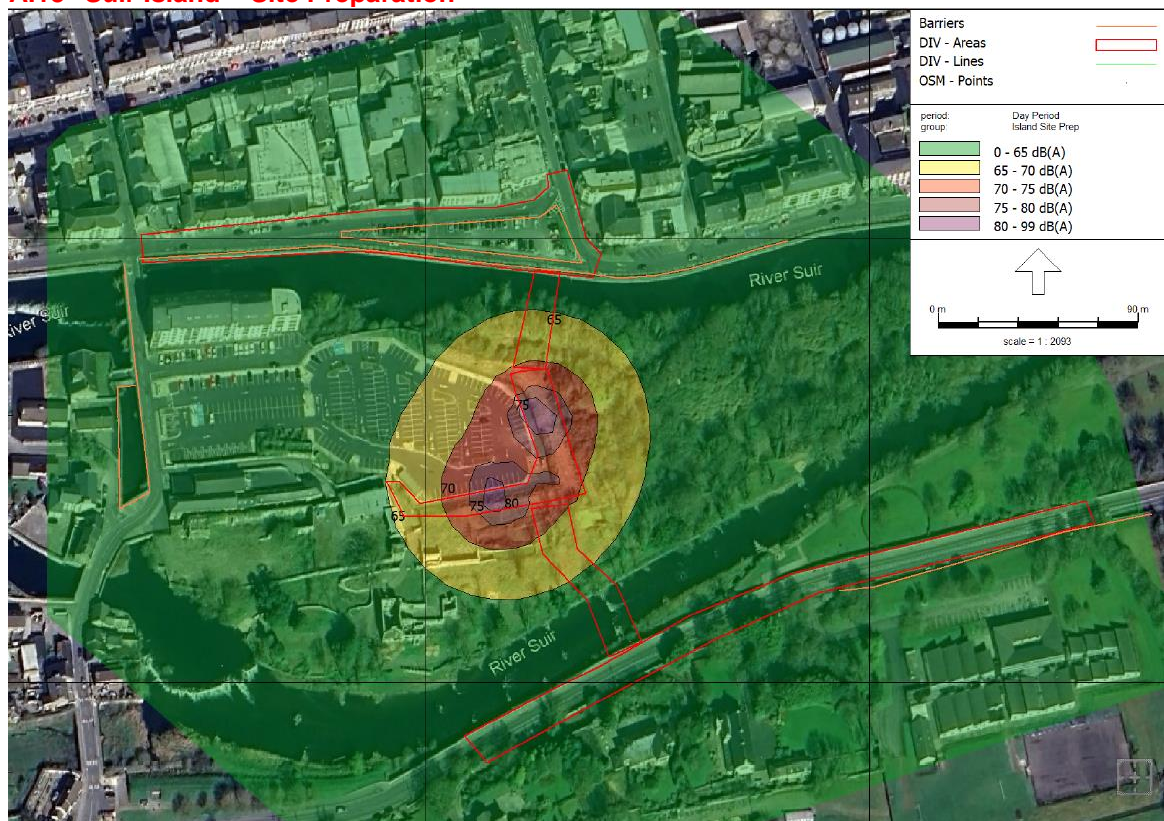 Barriers
DIV - Areas
DIV - Lines
OSM - Points
period: Day Period
group: Island Site Prep
0 - 65 dB(A)
65 - 70 dB(A)
70 - 75 dB(A)
75 - 80 dB(A)
80 - 99 dB(A)
0 m 90 m
scale = 1 : 2093
River Suir
River Suir
65
75
70
75 80
65
River Suir